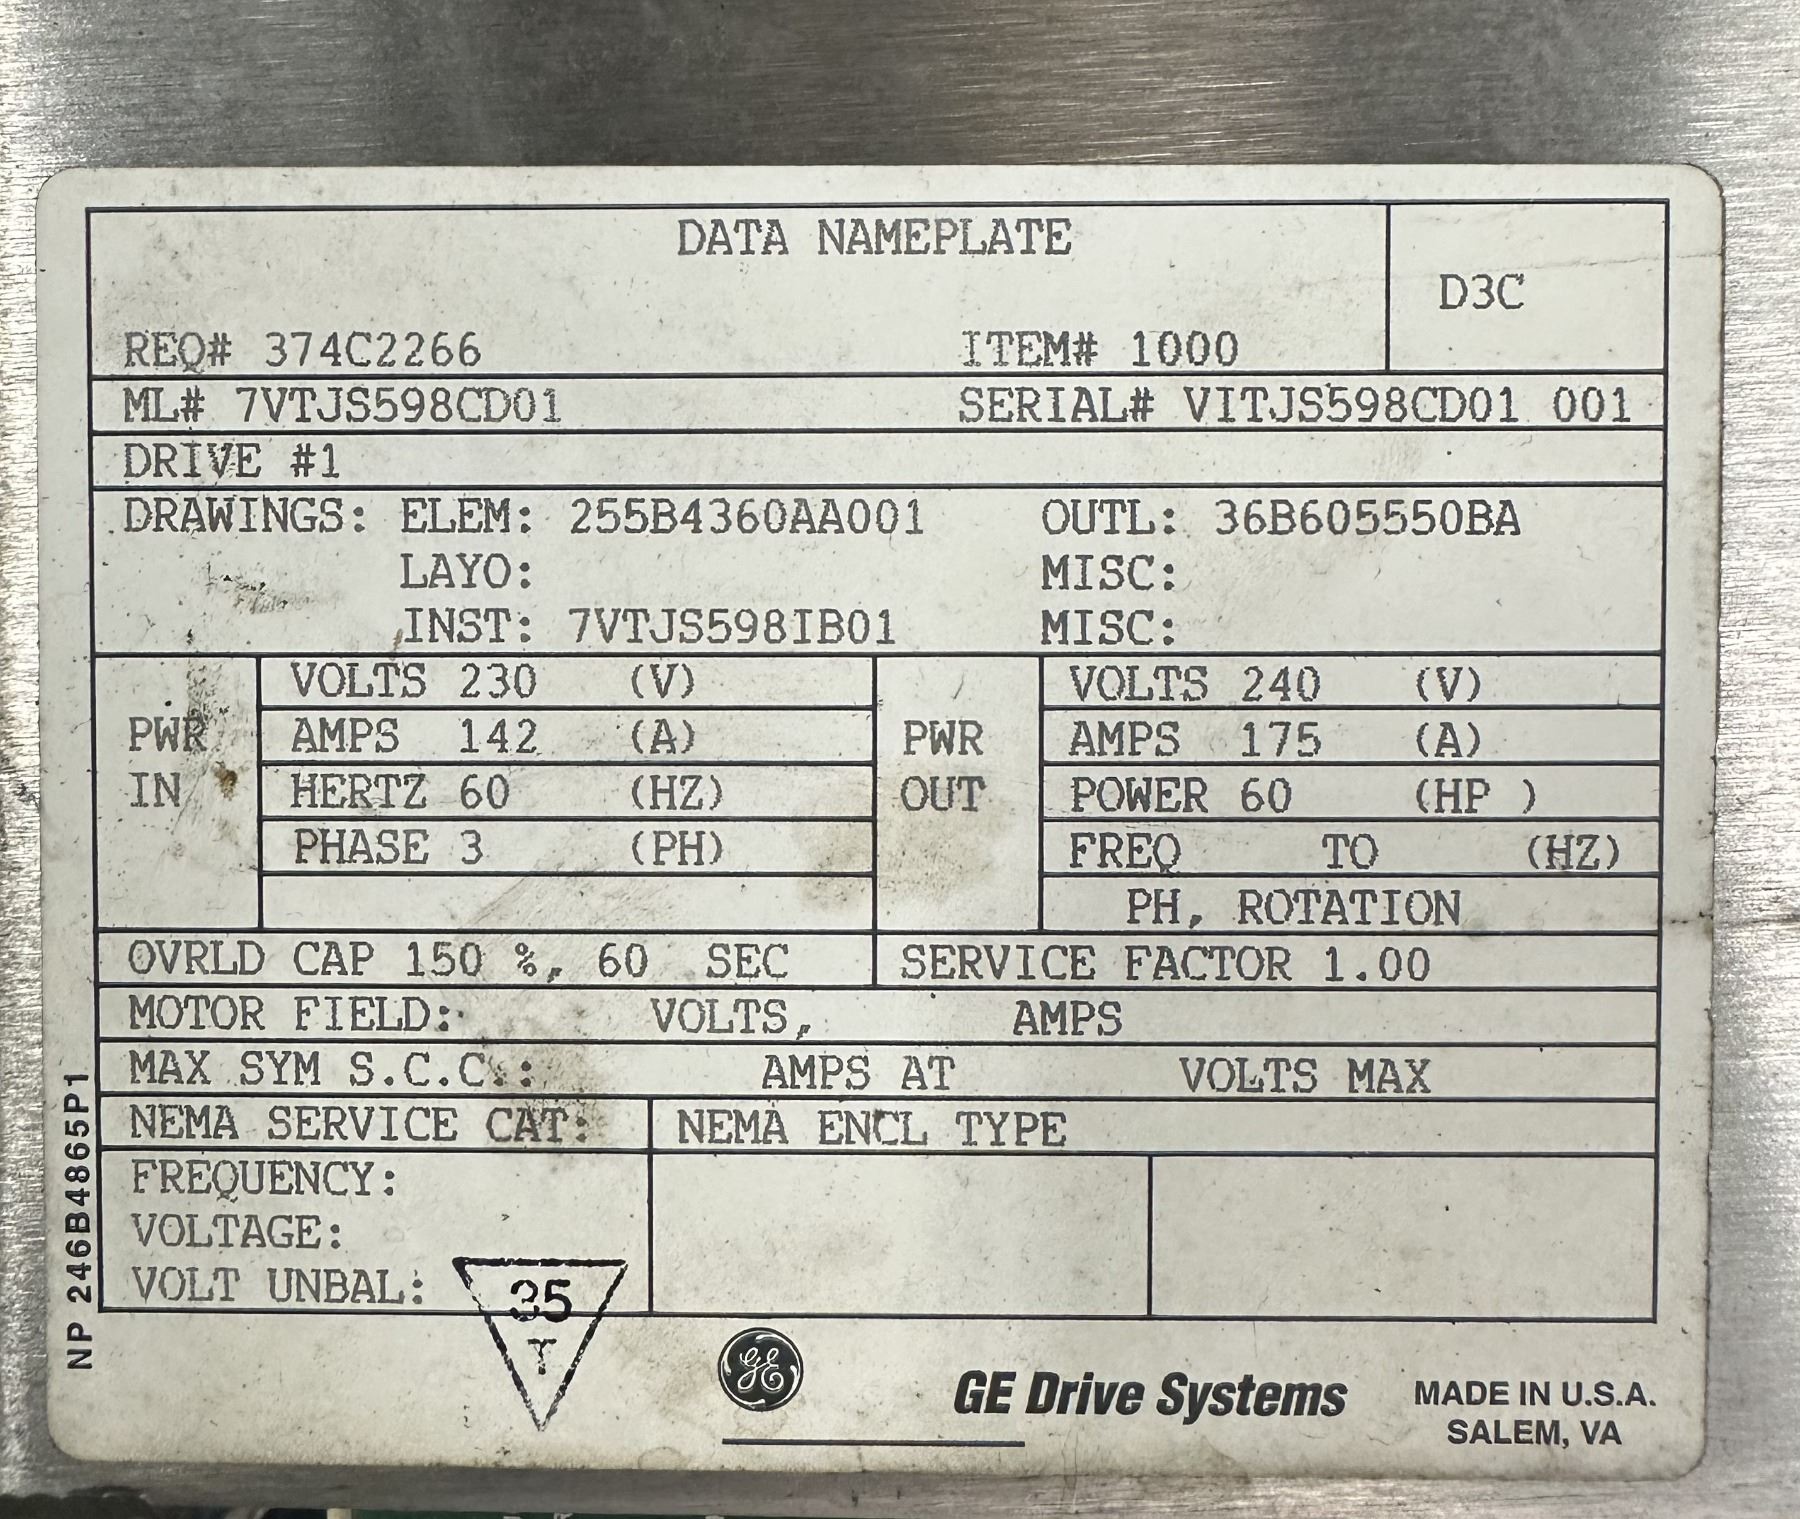 DATA NAMEPLATE
D3C
REQ# 374C2266 ITEM# 1000
ML# 7VTJS598CD01 SERIAL# VITJS598CD01 001
DRIVE #1
DRAWINGS: ELEM: 255B4360AA001 OUTL: 36B605550BA
LAYO: MISC:
INST: 7VTJS598IB01 MISC:
PWR IN
VOLTS 230 (V)
AMPS 142 (A)
HERTZ 60 (HZ)
PHASE 3 (PH)
PWR OUT
VOLTS 240 (V)
AMPS 175 (A)
POWER 60 (HP )
FREQ TO (HZ)
PH, ROTATION
OVRLD CAP 150 %, 60 SEC SERVICE FACTOR 1.00
MOTOR FIELD: VOLTS, AMPS
MAX SYM S.C.C.: AMPS AT VOLTS MAX
NEMA SERVICE CAT: NEMA ENCL TYPE
FREQUENCY:
VOLTAGE:
VOLT UNBAL:
35
T
NP 246B4865P1
GE
GE Drive Systems
MADE IN U.S.A.
SALEM, VA